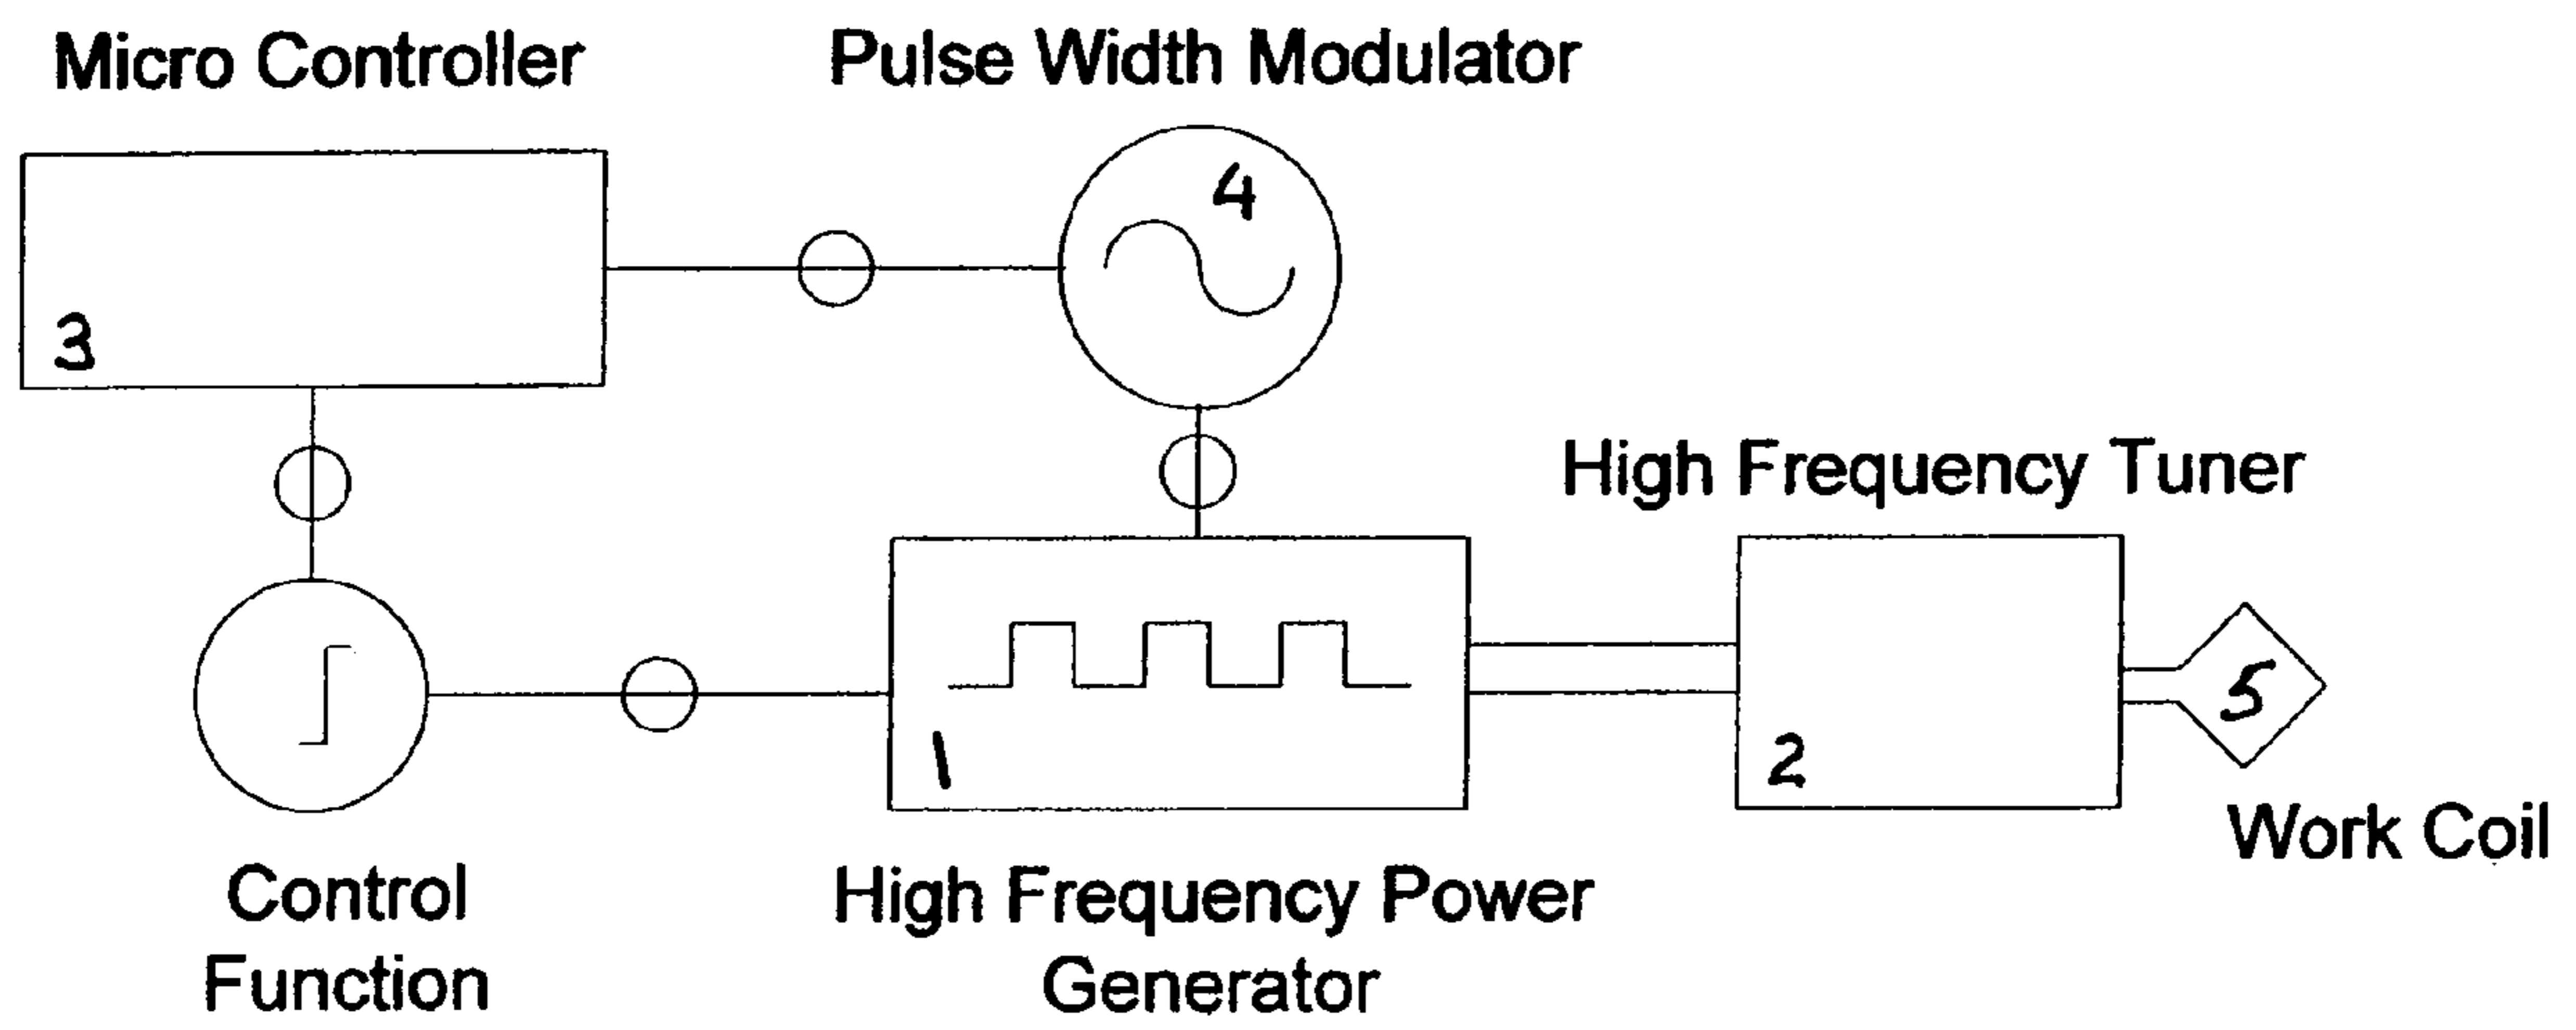 Micro Controller
Pulse Width Modulator
4
3
High Frequency Tuner
1
2
5
Work Coil
Control
Function
High Frequency Power
Generator